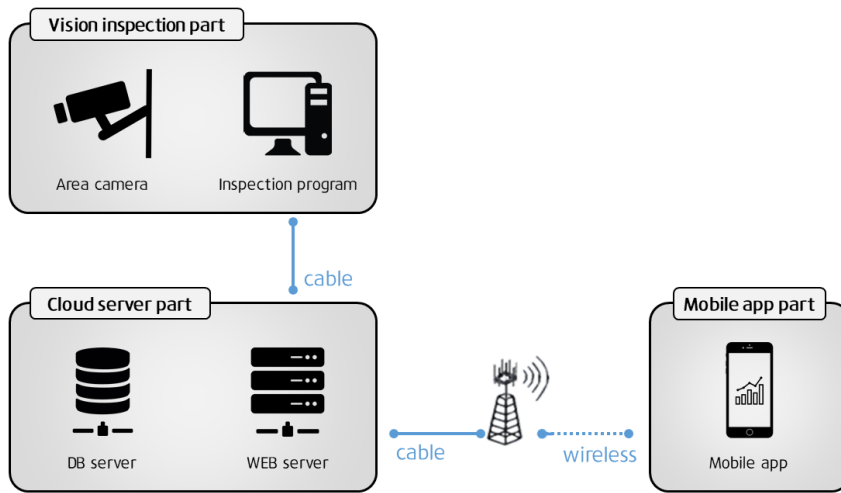 Vision inspection part
Area camera
Inspection program
cable
Cloud server part
DB server
WEB server
cable
wireless
Mobile app part
Mobile app